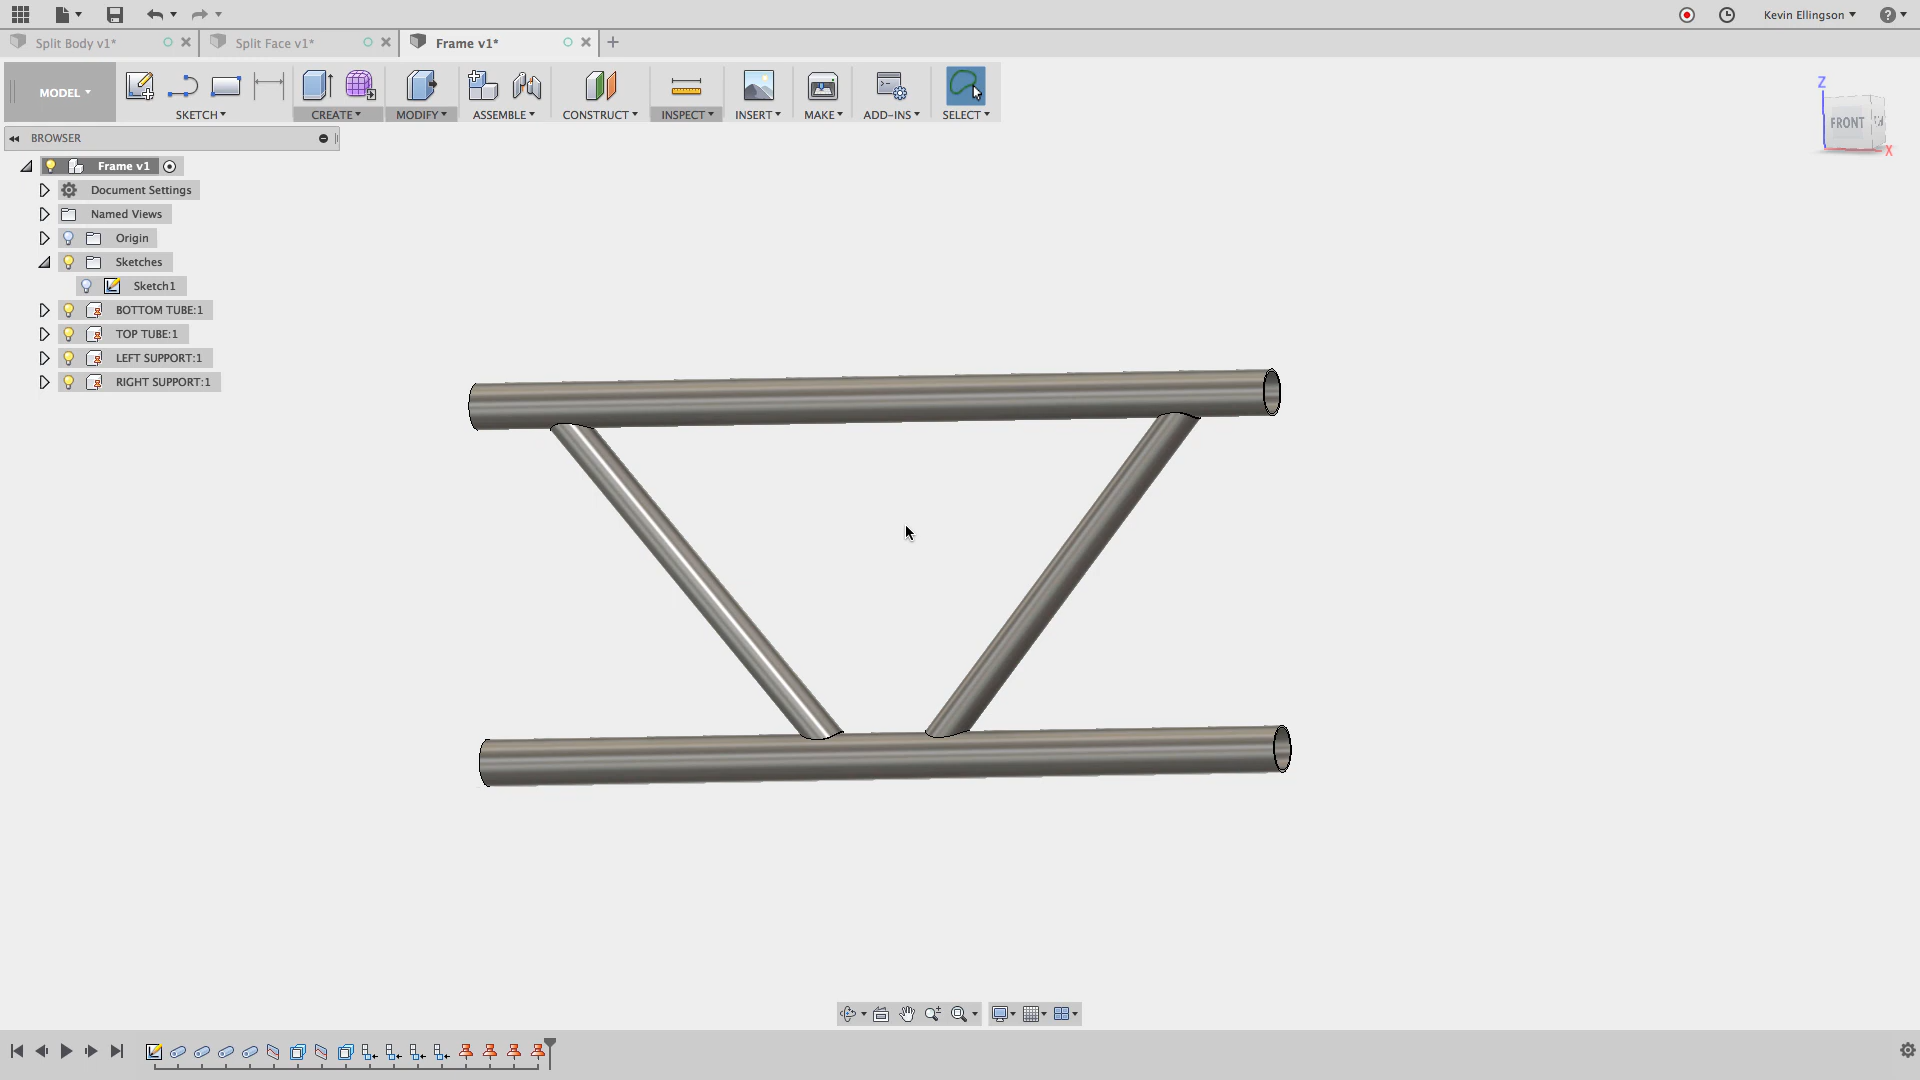 Kevin Ellingson
Split Body v1*
Split Face v1*
Frame v1*
MODEL
SKETCH
CREATE
MODIFY
ASSEMBLE
CONSTRUCT
INSPECT
INSERT
MAKE
ADD-INS
SELECT
Z
FRONT
X
BROWSER
Frame v1
Document Settings
Named Views
Origin
Sketches
Sketch1
BOTTOM TUBE:1
TOP TUBE:1
LEFT SUPPORT:1
RIGHT SUPPORT:1